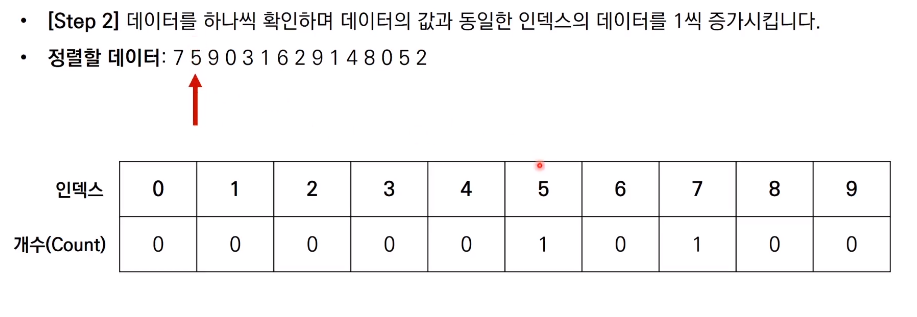 • [Step 2] 데이터를 하나씩 확인하며 데이터의 값과 동일한 인덱스의 데이터를 1씩 증가시킵니다.
• 정렬할 데이터: 7 5 9 0 3 1 6 2 9 1 4 8 0 5 2
인덱스 0 1 2 3 4 5 6 7 8 9
개수(Count) 0 0 0 0 0 1 0 1 0 0